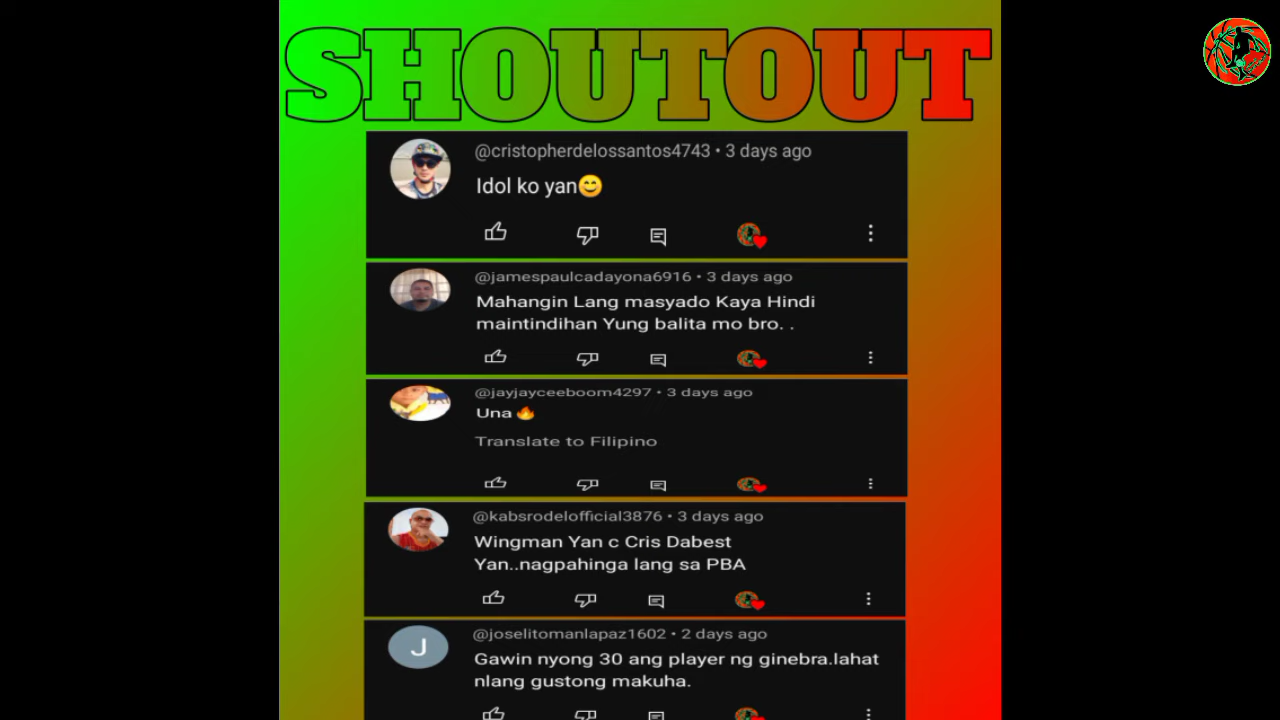 SHOUTOUT
@cristopherdelossantos4743 • 3 days ago
Idol ko yan😊
@jamespaulcadayona6916 • 3 days ago
Mahangin Lang masyado Kaya Hindi
maintindihan Yung balita mo bro. .
@jayjayceeboom4297 • 3 days ago
Una🔥
Translate to Filipino
@kabsrodelofficial3876 • 3 days ago
Wingman Yan c Cris Dabest
Yan..nagpahinga lang sa PBA
J
@joselitomanlapaz1602 • 2 days ago
Gawin nyong 30 ang player ng ginebra.lahat
nlang gustong makuha.